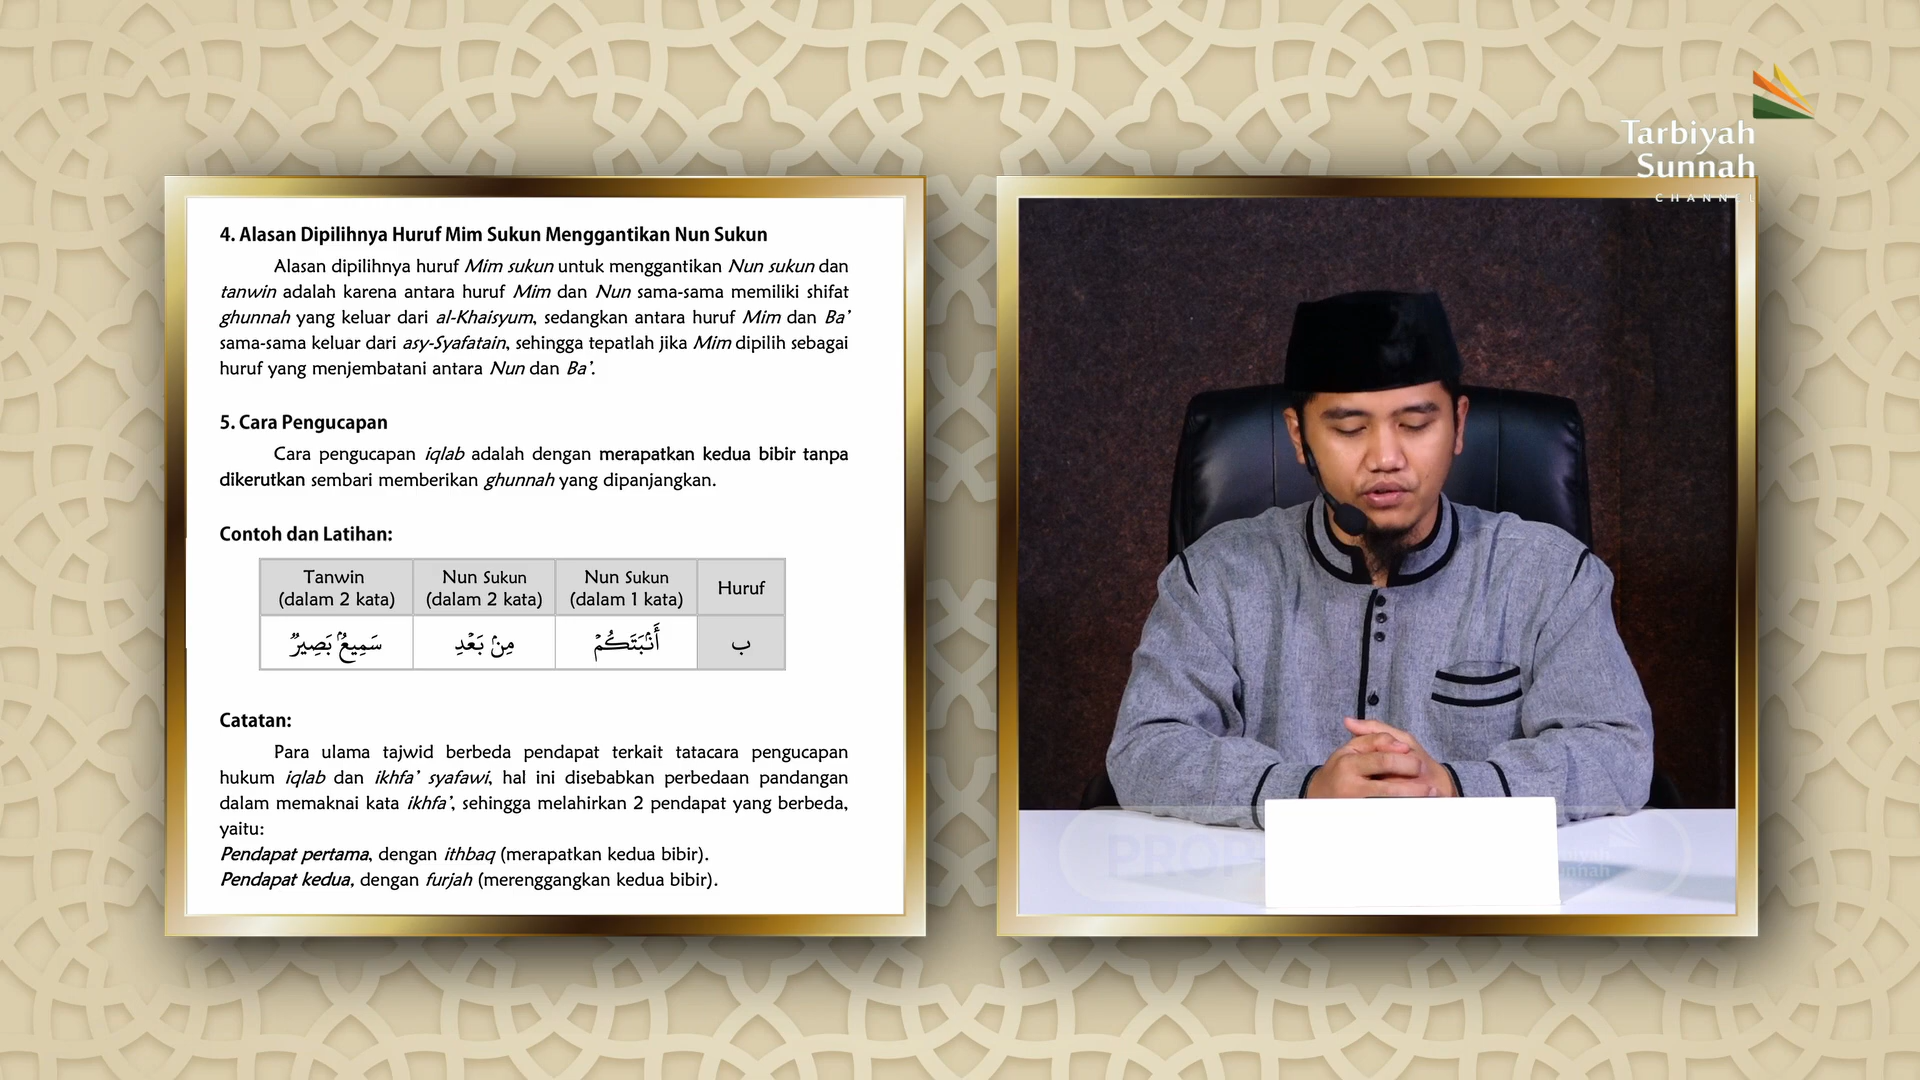 4. Alasan Dipilihnya Huruf Mim Sukun Menggantikan Nun Sukun
Alasan dipilihnya huruf Mim sukun untuk menggantikan Nun sukun dan
tanwin adalah karena antara huruf Mim dan Nun sama-sama memiliki shifat
ghunnah yang keluar dari al-Khaisyum, sedangkan antara huruf Mim dan Ba’
sama-sama keluar dari asy-Syafatain, sehingga tepatlah jika Mim dipilih sebagai
huruf yang menjembatani antara Nun dan Ba’.
5. Cara Pengucapan
Cara pengucapan iqlab adalah dengan merapatkan kedua bibir tanpa
dikerutkan sembari memberikan ghunnah yang dipanjangkan.
Contoh dan Latihan:
Tanwin
(dalam 2 kata)
Nun Sukun
(dalam 2 kata)
Nun Sukun
(dalam 1 kata)
Huruf
سَمِيعُۢ بَصِيرٌ
مِنۢ بَعْدِ
أَنۢبَتَكُمْ
ب
Catatan:
Para ulama tajwid berbeda pendapat terkait tatacara pengucapan
hukum iqlab dan ikhfa’ syafawi, hal ini disebabkan perbedaan pandangan
dalam memaknai kata ikhfa’, sehingga melahirkan 2 pendapat yang berbeda,
yaitu:
Pendapat pertama, dengan ithbaq (merapatkan kedua bibir).
Pendapat kedua, dengan furjah (merenggangkan kedua bibir).
Tarbiyah
Sunnah
CHANNEL